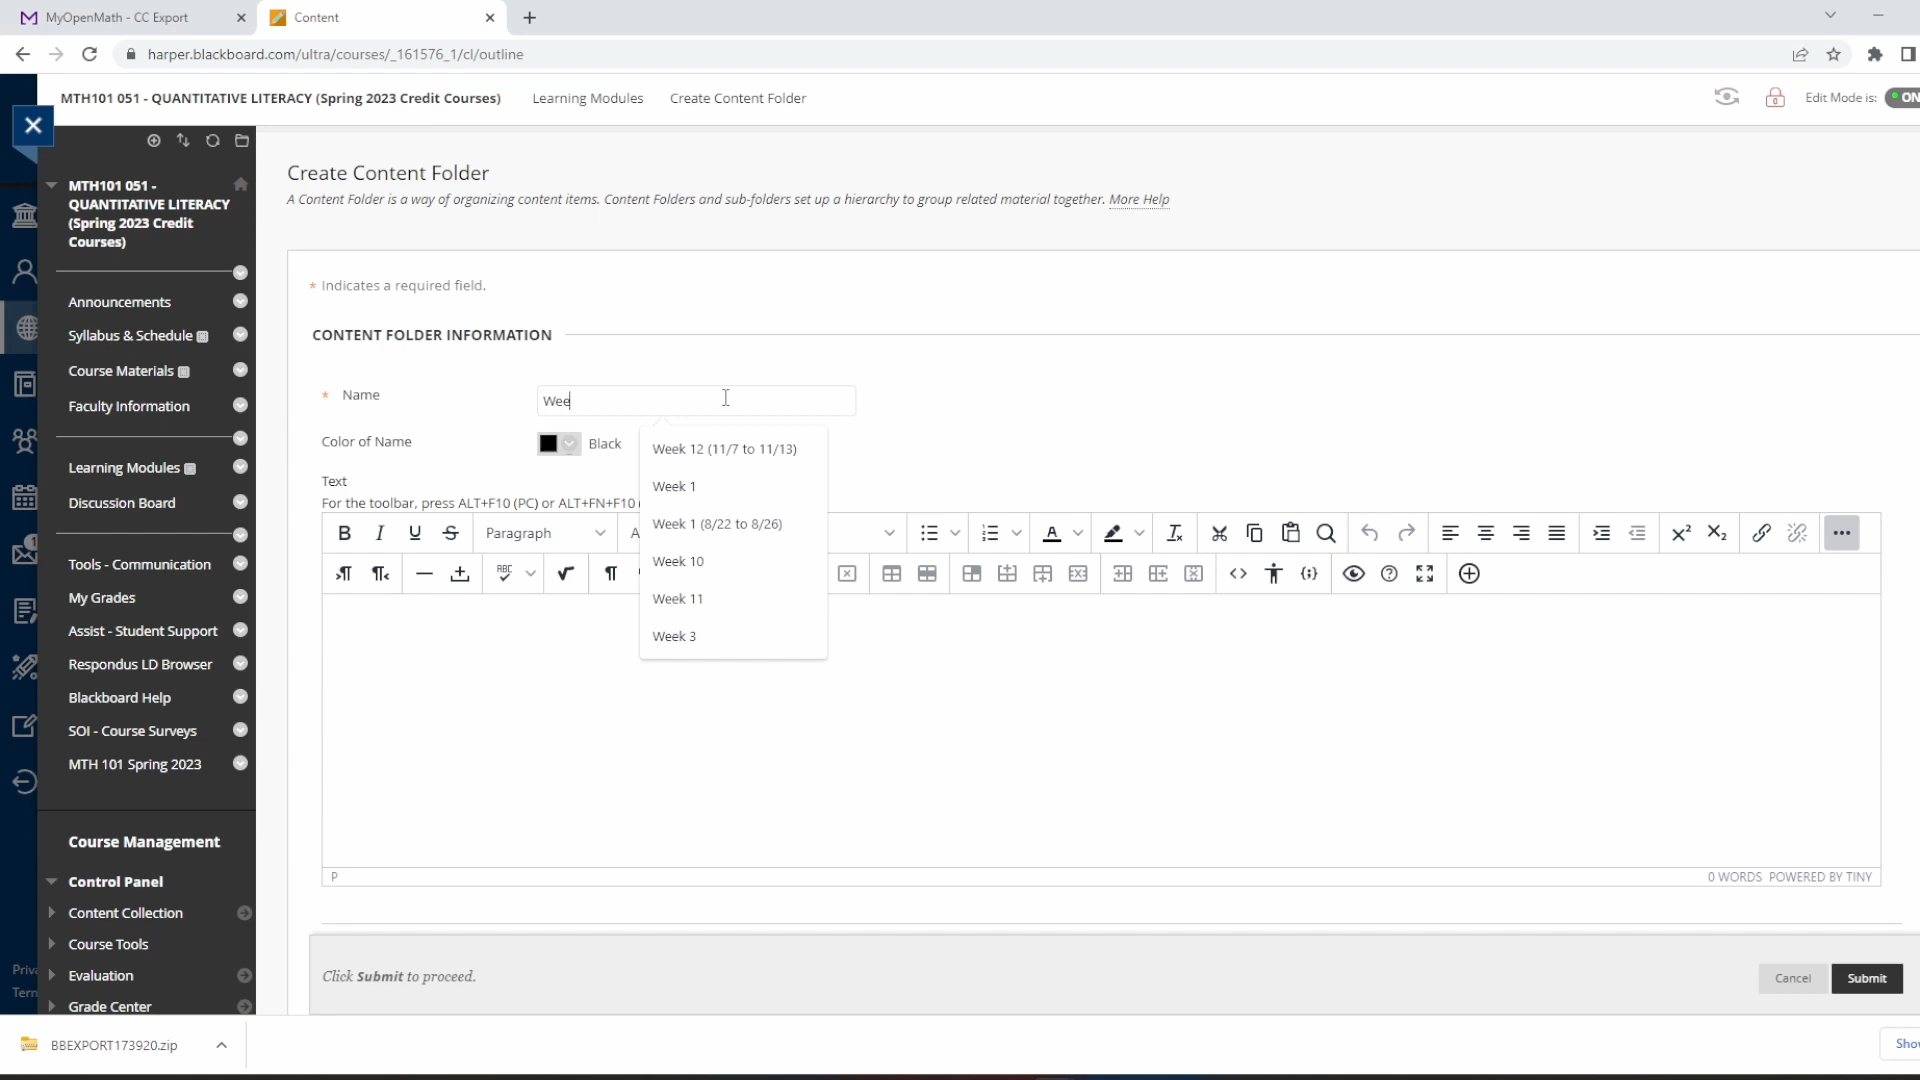 MyOpenMath - CC Export
Content
harper.blackboard.com/ultra/courses/_161576_1/cl/outline
MTH101 051 - QUANTITATIVE LITERACY (Spring 2023 Credit Courses)
Learning Modules
Create Content Folder
Edit Mode is:
ON
MTH101 051 -
QUANTITATIVE LITERACY
(Spring 2023 Credit
Courses)
Announcements
Syllabus & Schedule
Course Materials
Faculty Information
Learning Modules
Discussion Board
Tools - Communication
My Grades
Assist - Student Support
Respondus LD Browser
Blackboard Help
SOI - Course Surveys
MTH 101 Spring 2023
Course Management
Control Panel
Content Collection
Course Tools
Evaluation
Grade Center
1
Priva
Term
Create Content Folder
A Content Folder is a way of organizing content items. Content Folders and sub-folders set up a hierarchy to group related material together. More Help
* Indicates a required field.
CONTENT FOLDER INFORMATION
* Name
Wee
Color of Name
Black
Week 12 (11/7 to 11/13)
Week 1
Week 1 (8/22 to 8/26)
Week 10
Week 11
Week 3
Text
For the toolbar, press ALT+F10 (PC) or ALT+FN+F10 (
Paragraph
P
0 WORDS POWERED BY TINY
Click Submit to proceed.
Cancel
Submit
BBEXPORT173920.zip
Show